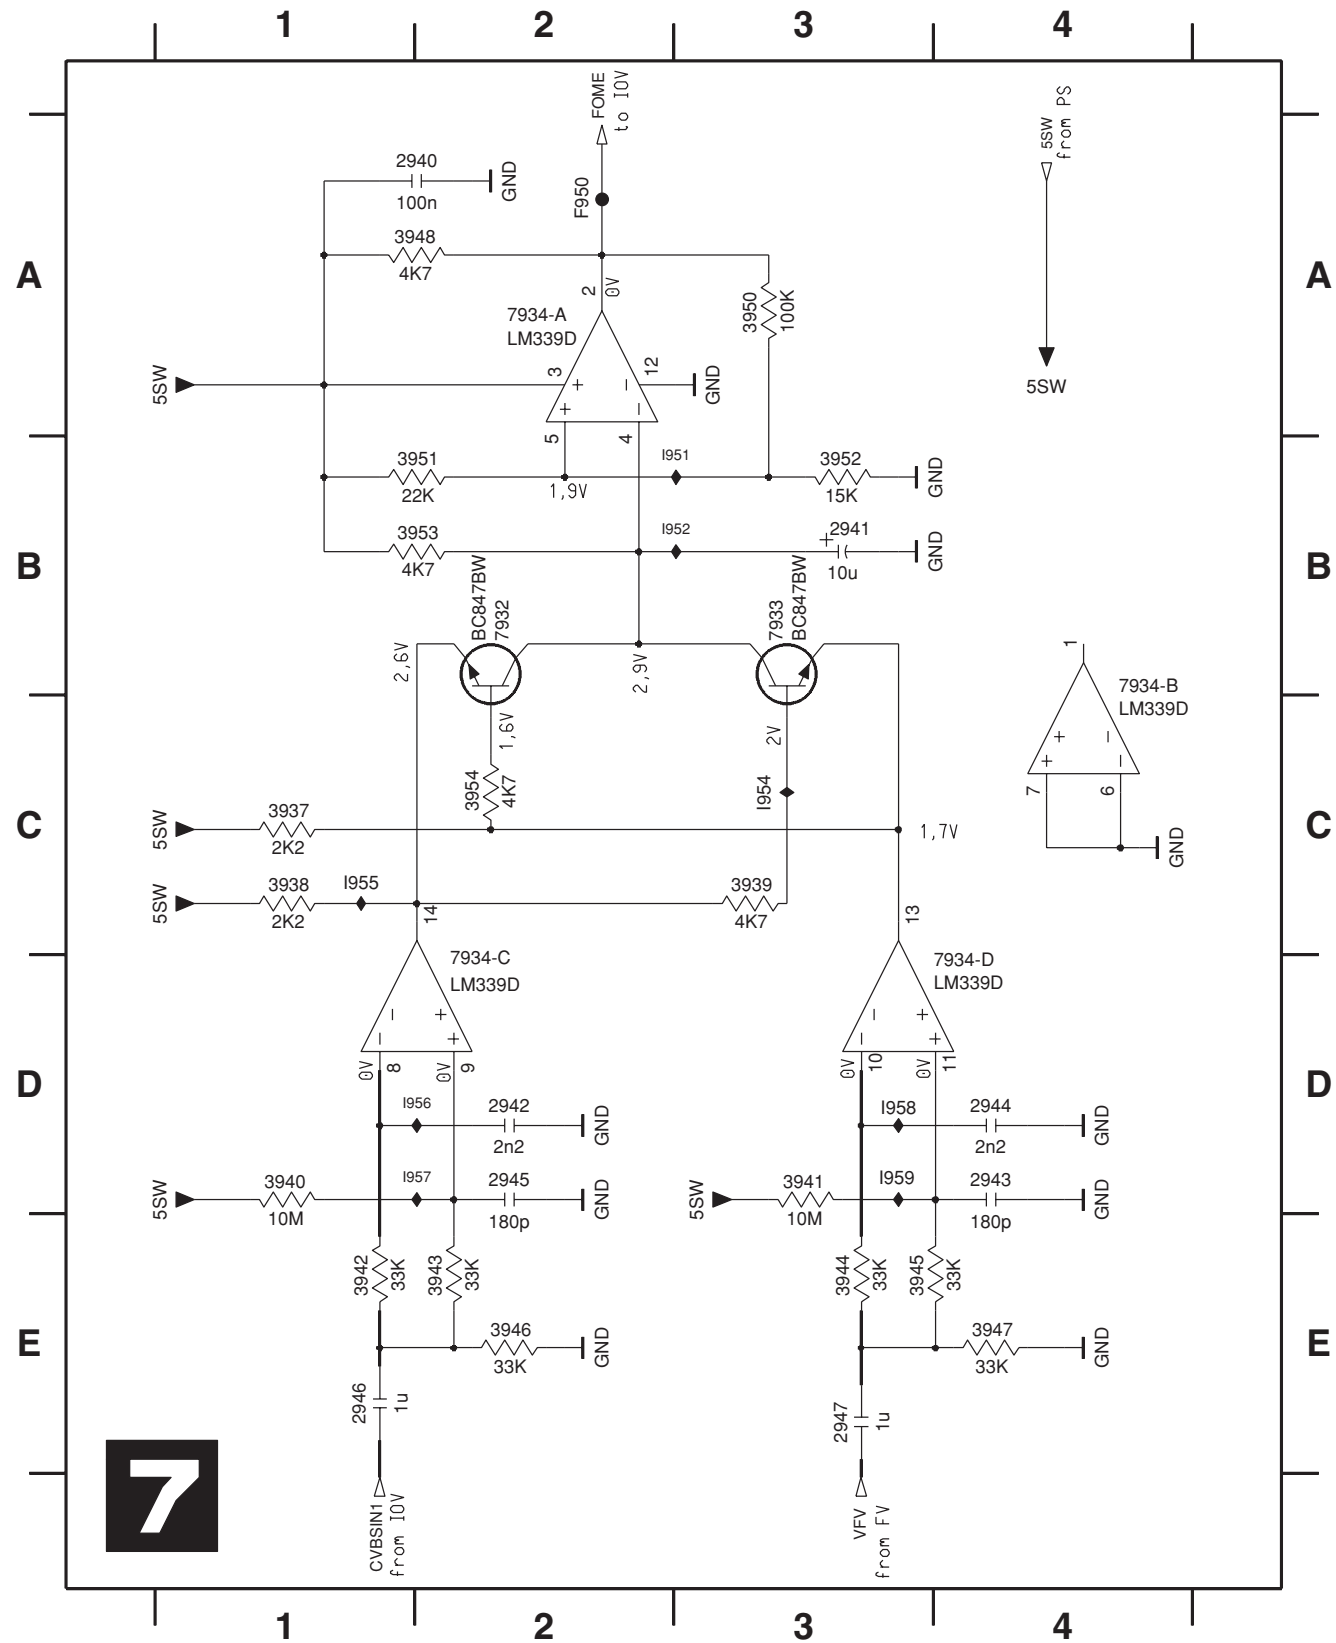 1 2 3 4
FOME
to IOV
5SW
from PS
2940
100n
GND
F950
3948
4K7
A
A
2
0V
7934-A
LM339D
3950
100K
3
+
−
12
GND
5SW
+
−
5SW
5
4
3951
22K
1,9V
I951
3952
15K
GND
3953
4K7
I952
+
2941
10u
GND
B
B
BC847BW
7932
7933
BC847BW
2,6V
2,9V
1
7934-B
LM339D
1,6V
2V
+
−
+
−
3954
4K7
I954
7
6
C
C
5SW
3937
2K2
1,7V
GND
5SW
3938
2K2
I955
3939
4K7
14
13
7934-C
LM339D
7934-D
LM339D
−
+
−
+
−
+
−
+
0V
8
0V
9
0V
10
0V
11
D
D
I956
2942
2n2
GND
I958
2944
2n2
GND
5SW
3940
10M
I957
2945
180p
GND
5SW
3941
10M
I959
2943
180p
GND
3942
33K
3943
33K
3944
33K
3945
33K
E
E
3946
33K
GND
3947
33K
GND
2946
1u
2947
1u
7
CVBSIN1
from IOV
VFV
from FV
1 2 3 4